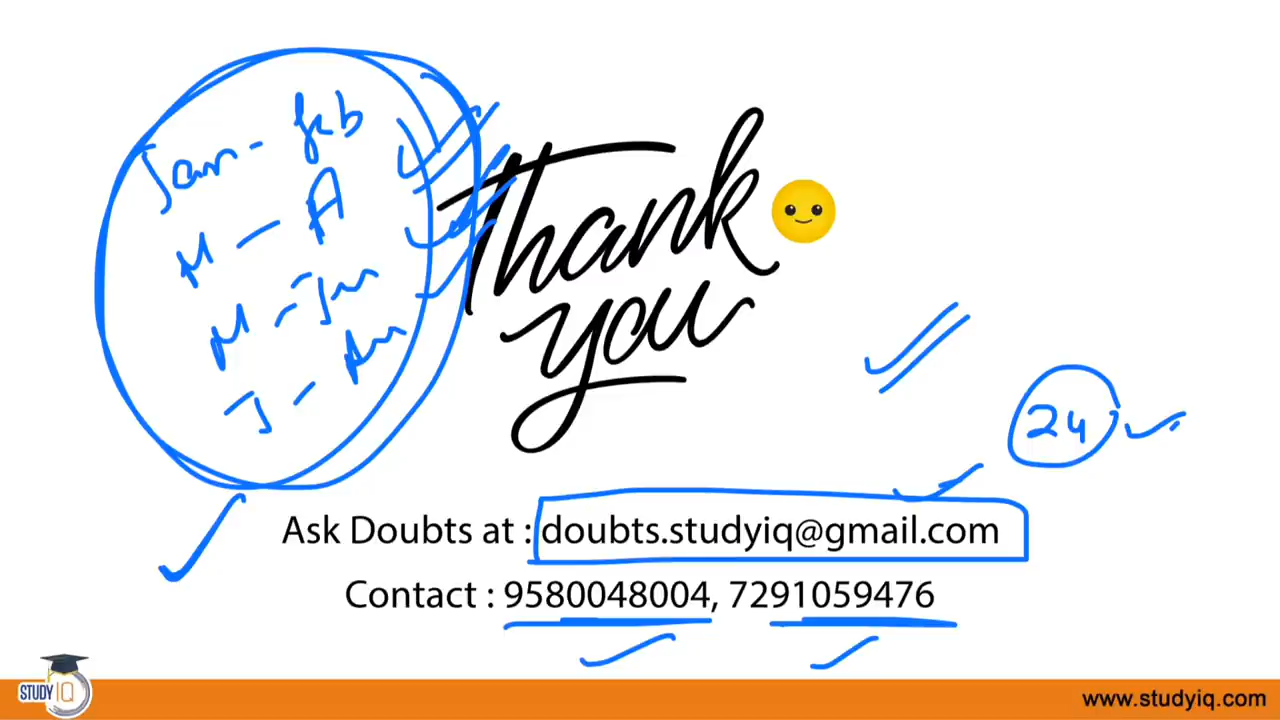 Jan - feb
M - A
M - Jun
J - Au
Thank
you
24
Ask Doubts at : doubts.studyiq@gmail.com
Contact : 9580048004, 7291059476
STUDY IQ
www.studyiq.com